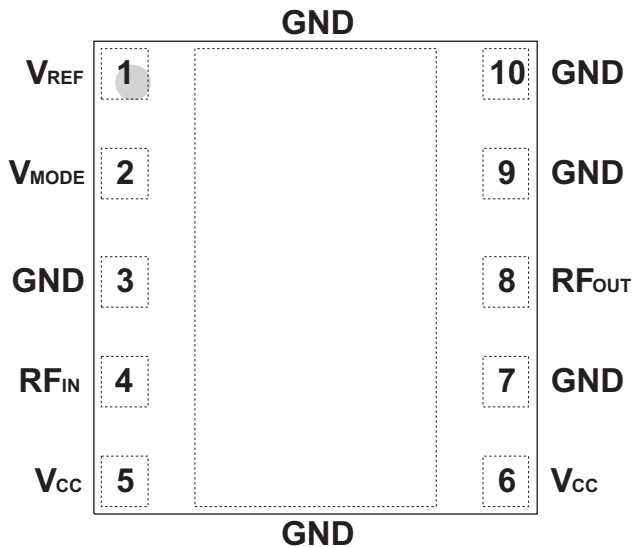 GND
VREF 1 10 GND
VMODE 2 9 GND
GND 3 8 RFOUT
RFIN 4 7 GND
VCC 5 6 VCC
GND